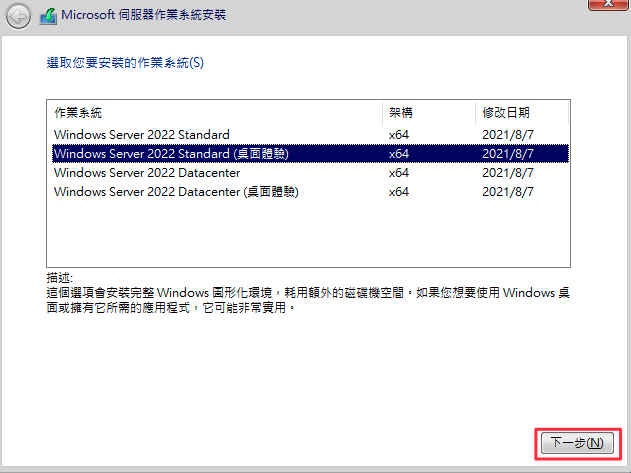 Microsoft 伺服器作業系統安裝
選取您要安裝的作業系統(S)
作業系統 架構 修改日期
Windows Server 2022 Standard x64 2021/8/7
Windows Server 2022 Standard (桌面體驗) x64 2021/8/7
Windows Server 2022 Datacenter x64 2021/8/7
Windows Server 2022 Datacenter (桌面體驗) x64 2021/8/7
描述:
這個選項會安裝完整 Windows 圖形化環境，耗用額外的磁碟機空間。如果您想要使用 Windows 桌
面或擁有它所需的應用程式，它可能非常實用。
下一步(N)